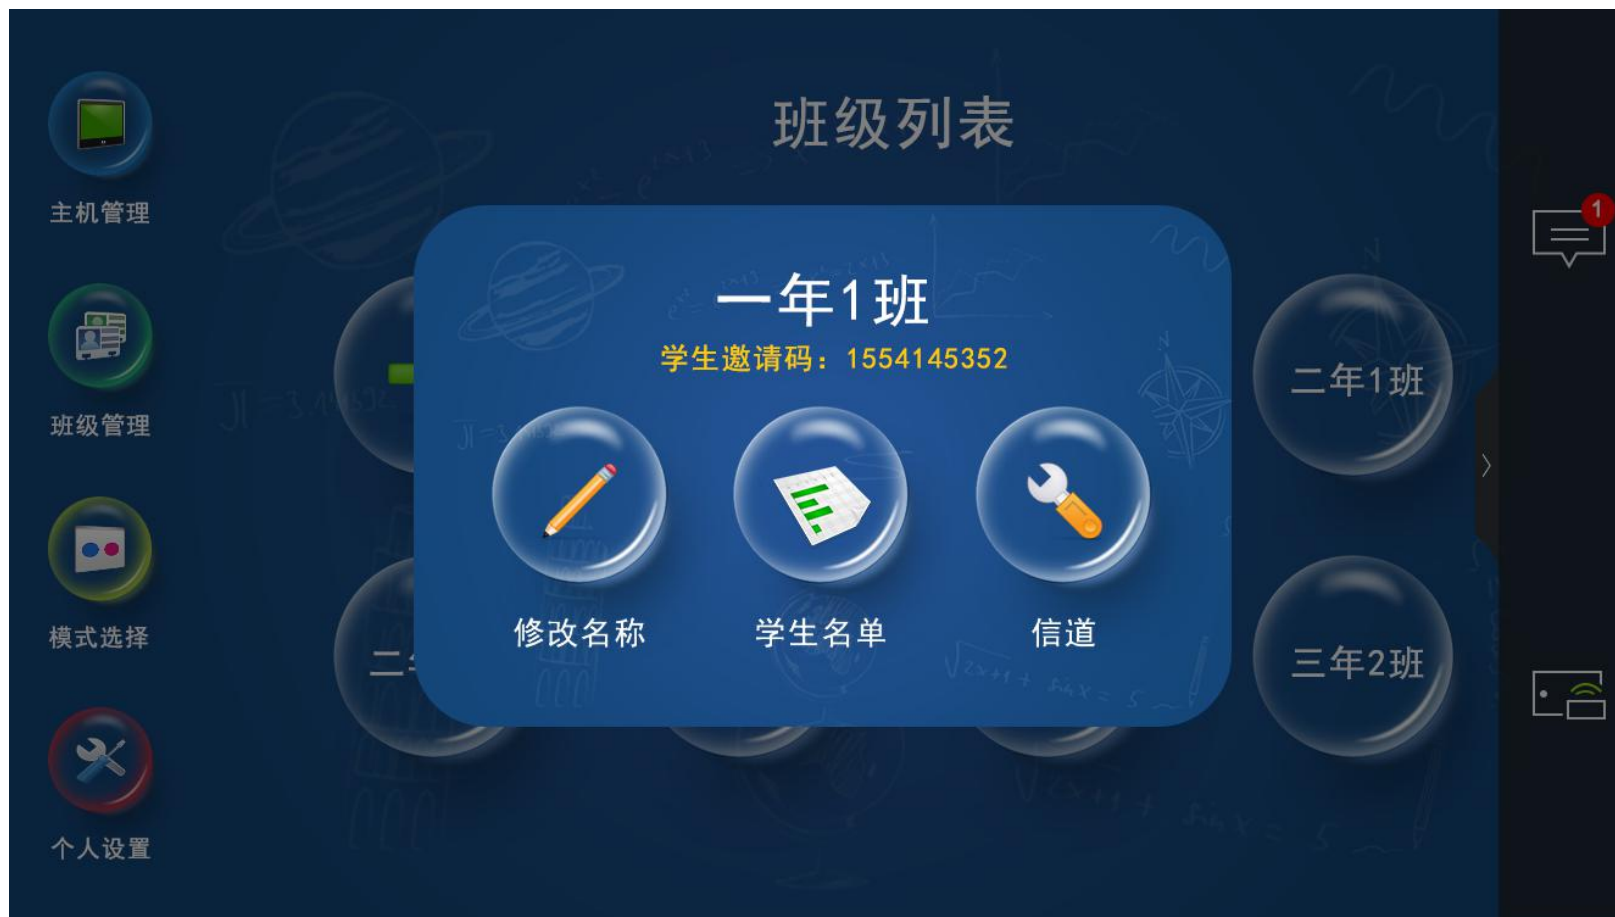 班级列表
主机管理
1
一年1班
学生邀请码：1554145352
二年1班
班级管理
修改名称
学生名单
信道
模式选择
二
三年2班
个人设置